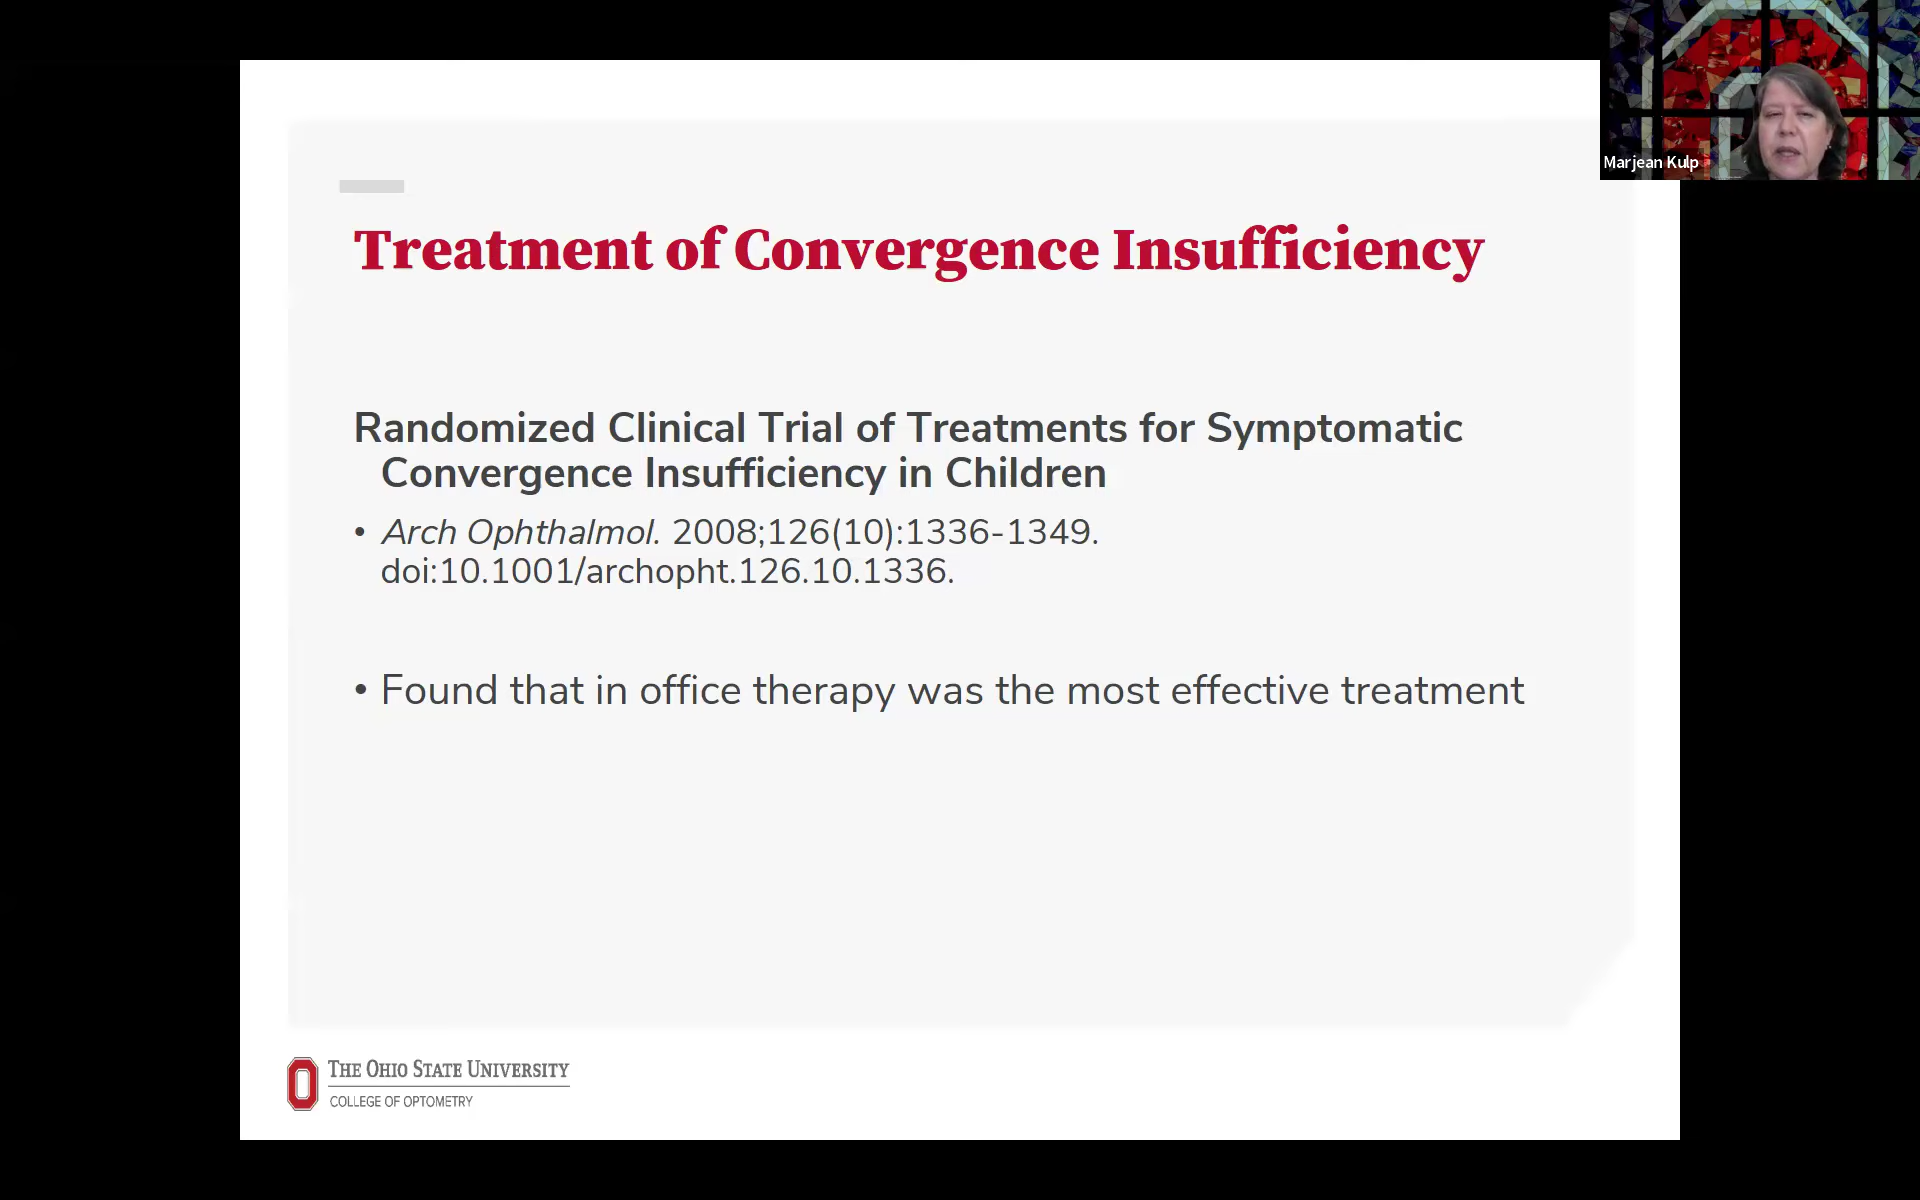 Marjean Kulp
Treatment of Convergence Insufficiency
Randomized Clinical Trial of Treatments for Symptomatic
Convergence Insufficiency in Children
• Arch Ophthalmol. 2008;126(10):1336-1349.
doi:10.1001/archopht.126.10.1336.
• Found that in office therapy was the most effective treatment
THE OHIO STATE UNIVERSITY
COLLEGE OF OPTOMETRY